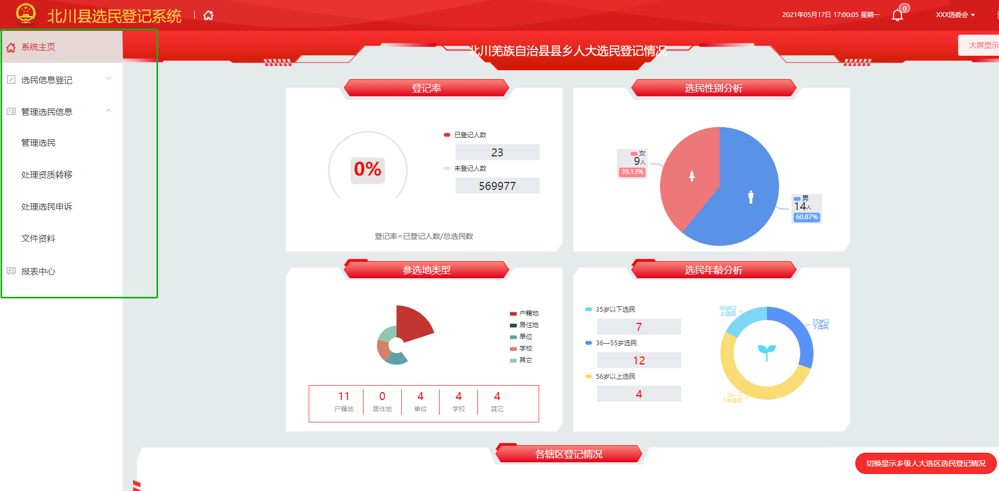 北川县选民登记系统
2021年05月17日 17:00:05 星期一
0
XXX选委会
系统主页
选民信息登记
管理选民信息
管理选民
处理资质转移
处理选民申诉
文件资料
报表中心
北川羌族自治县县乡人大选民登记情况
大屏显示
登记率
0%
已登记人数
23
未登记人数
569977
登记率=已登记人数/总选民数
选民性别分析
女
9人
39.13%
男
14人
60.87%
参选地类型
户籍地
居住地
单位
学校
其它
11 0 4 4 4
户籍地 居住地 单位 学校 其它
选民年龄分析
35岁以下选民
7
36—55岁选民
12
56岁以上选民
4
56岁以
上选民
35岁以
下选民
36—5
5岁选民
各辖区登记情况
切换显示乡级人大选区选民登记情况